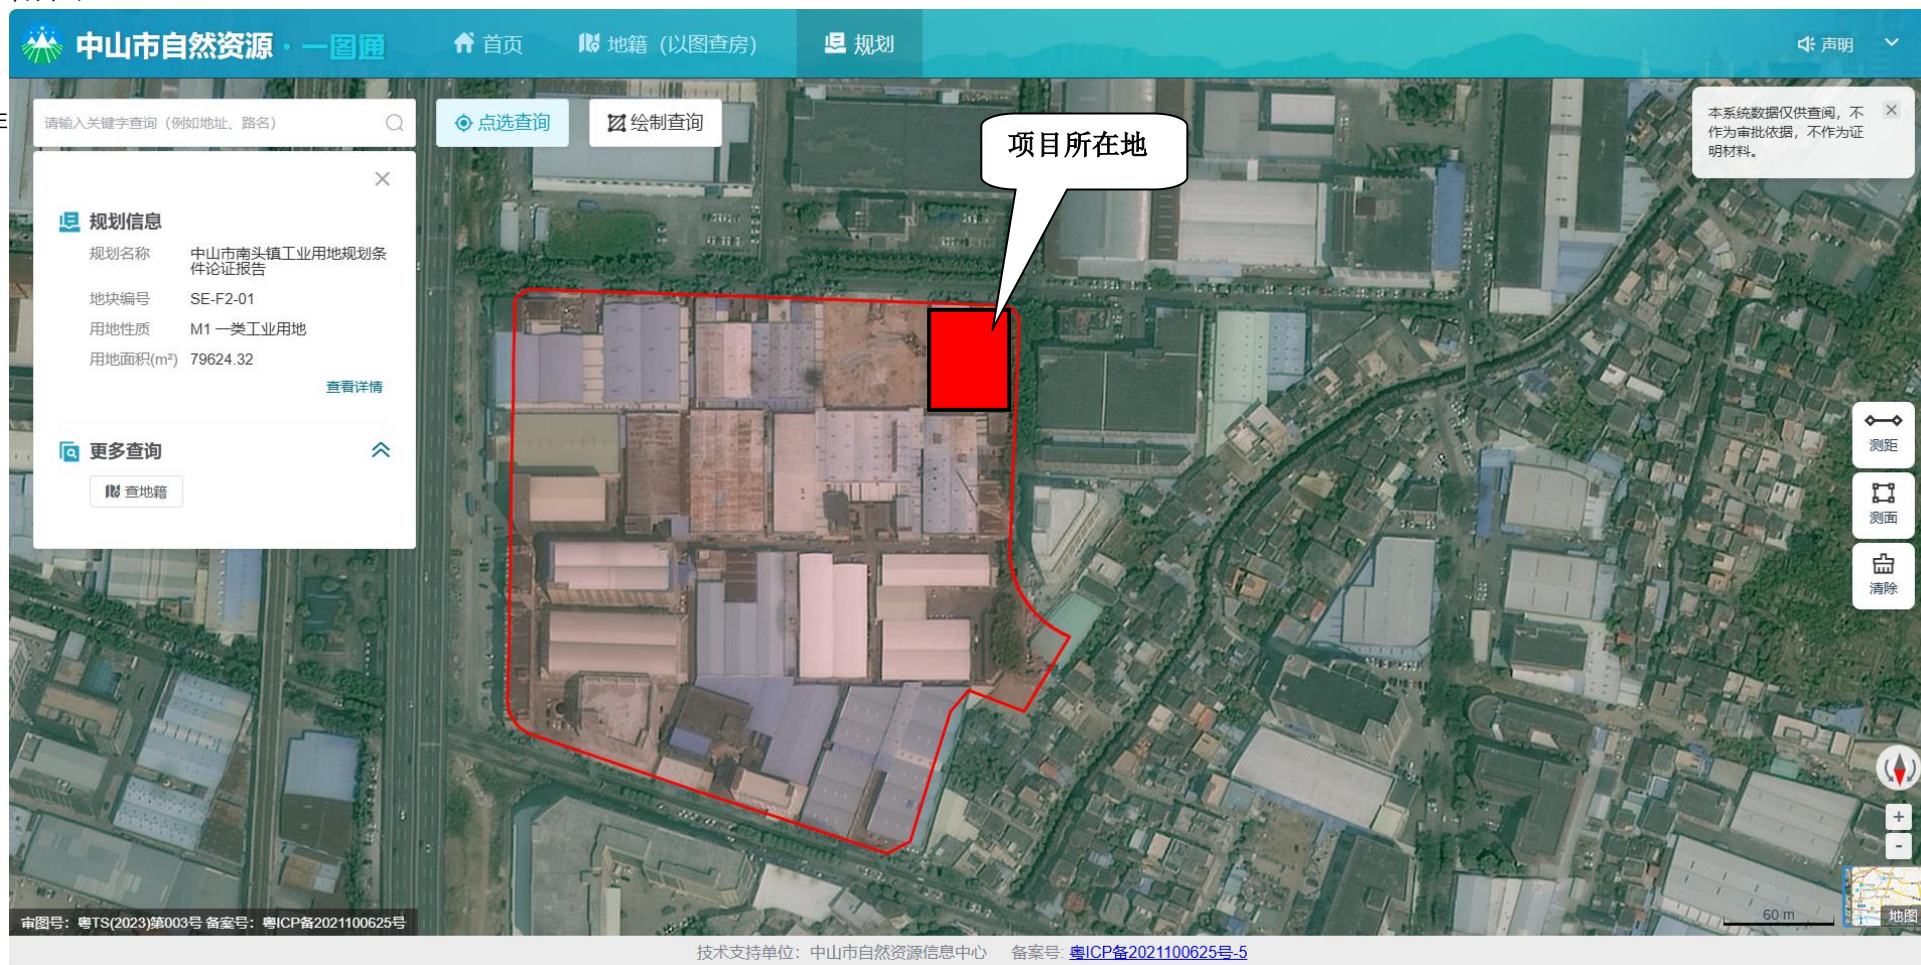 中山市自然资源·一图通
首页
地籍（以图查房）
规划
声明
请输入关键字查询（例如地址、路名）
点选查询
绘制查询
项目所在地
本系统数据仅供查阅，不
作为审批依据，不作为证
明材料。
规划信息
规划名称 中山市南头镇工业用地规划条
件论证报告
地块编号 SE-F2-01
用地性质 M1 一类工业用地
用地面积(m²) 79624.32
查看详情
更多查询
查地籍
测距
测面
清除
+
-
60 m
地图
审图号：粤TS(2023)第003号 备案号：粤ICP备2021100625号
技术支持单位：中山市自然资源信息中心 备案号: 粤ICP备2021100625号-5